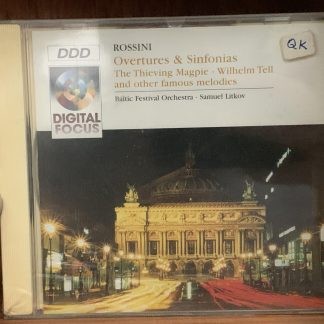 DDD
DIGITAL
FOCUS
ROSSINI
Overtures & Sinfonias
The Thieving Magpie - Wilhelm Tell
and other famous melodies
Baltic Festival Orchestra - Samuel Litkov
QK